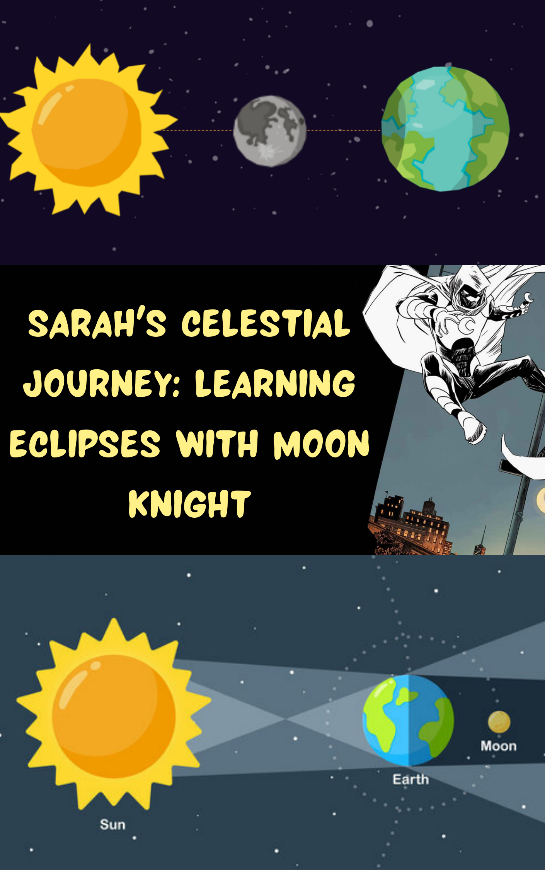 SARAH'S CELESTIAL
JOURNEY: LEARNING
ECLIPSES WITH MOON
KNIGHT
Moon
Earth
Sun